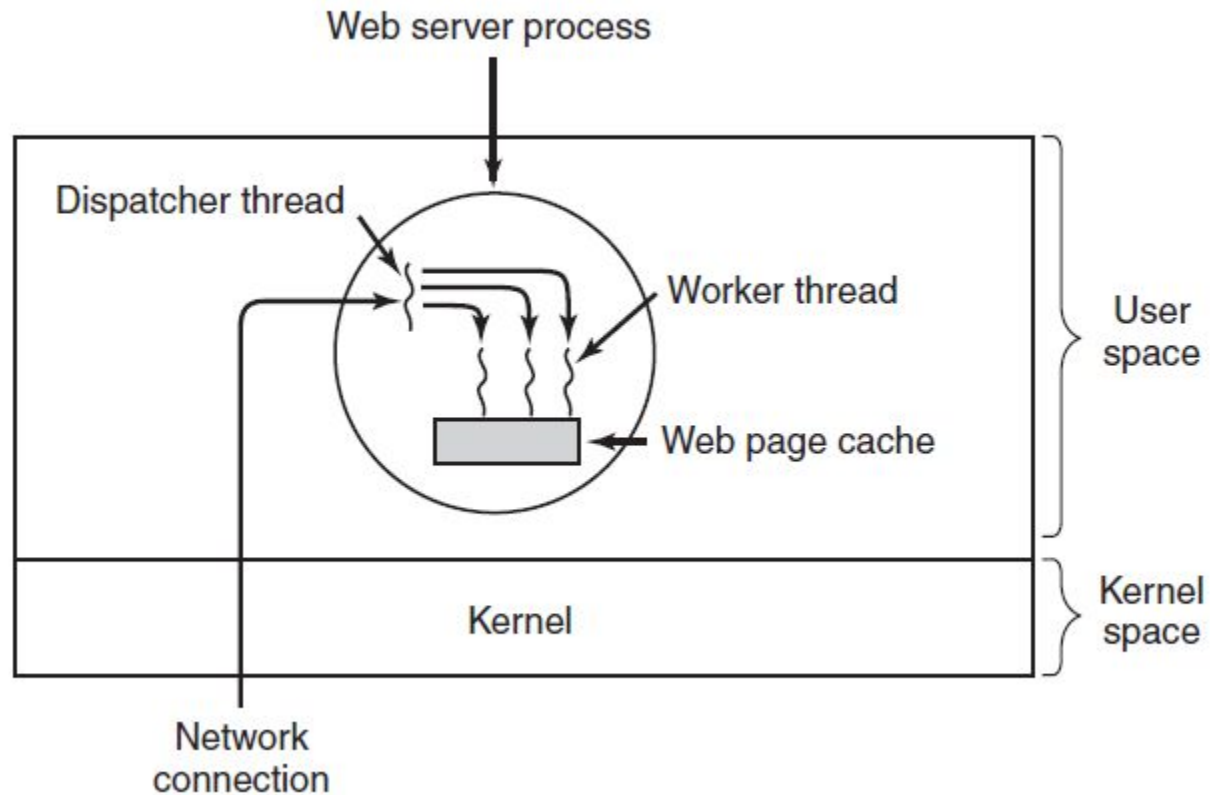 Web server process
Dispatcher thread
Worker thread
Web page cache
User
space
Kernel
Kernel
space
Network
connection